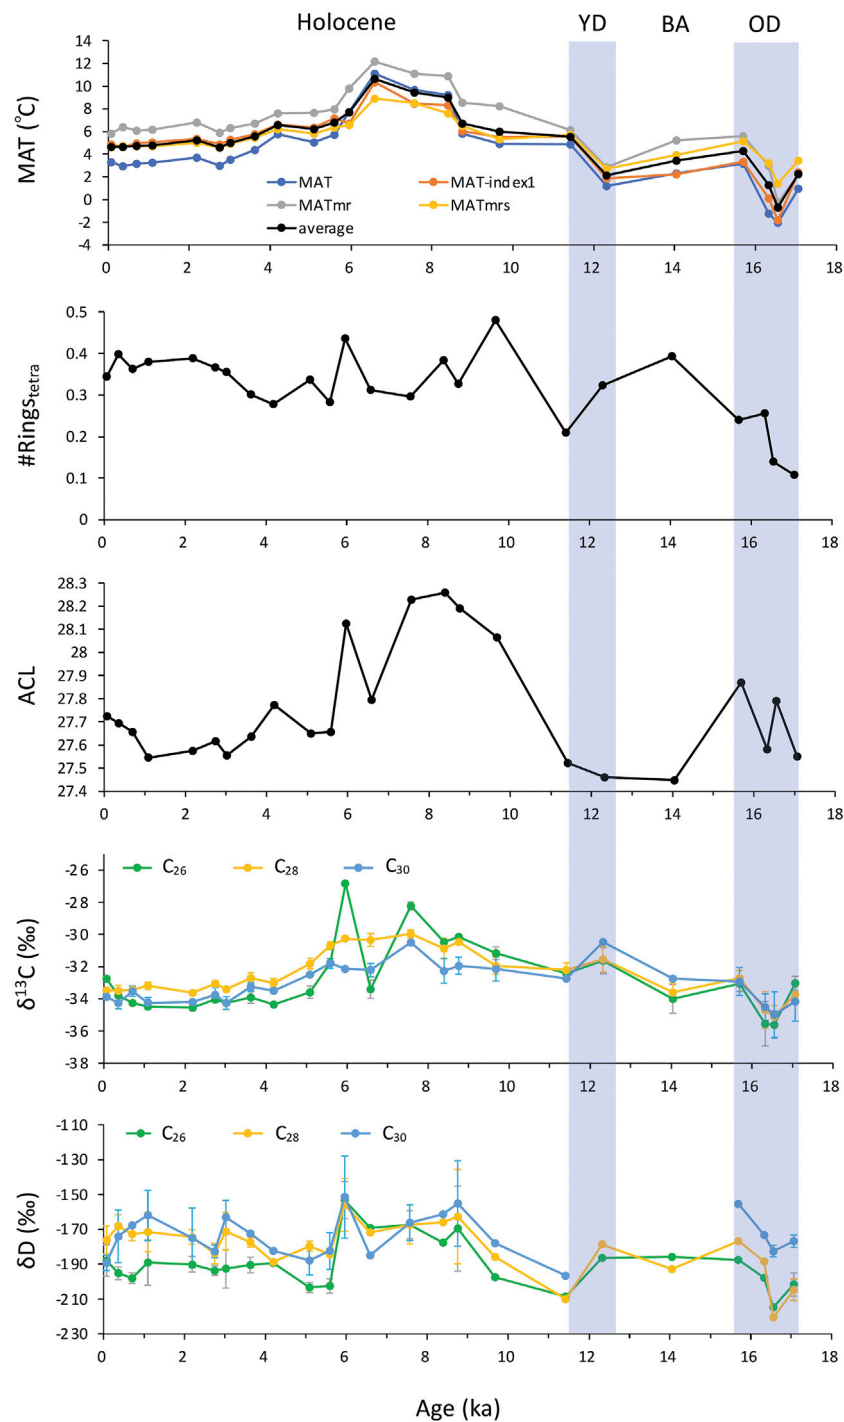 Holocene YD BA OD
MAT (°C)
14
12
10
8
6
4
2
0
-2
-4
MAT MAT-index1
MATmr MATmrs
average
0 2 4 6 8 10 12 14 16 18
#Ringstetra
0.5
0.4
0.3
0.2
0.1
0
0 2 4 6 8 10 12 14 16 18
ACL
28.3
28.2
28.1
28
27.9
27.8
27.7
27.6
27.5
27.4
0 2 4 6 8 10 12 14 16 18
δ13C (‰)
C26 C28 C30
-26
-28
-30
-32
-34
-36
-38
0 2 4 6 8 10 12 14 16 18
δD (‰)
C26 C28 C30
-110
-130
-150
-170
-190
-210
-230
0 2 4 6 8 10 12 14 16 18
Age (ka)